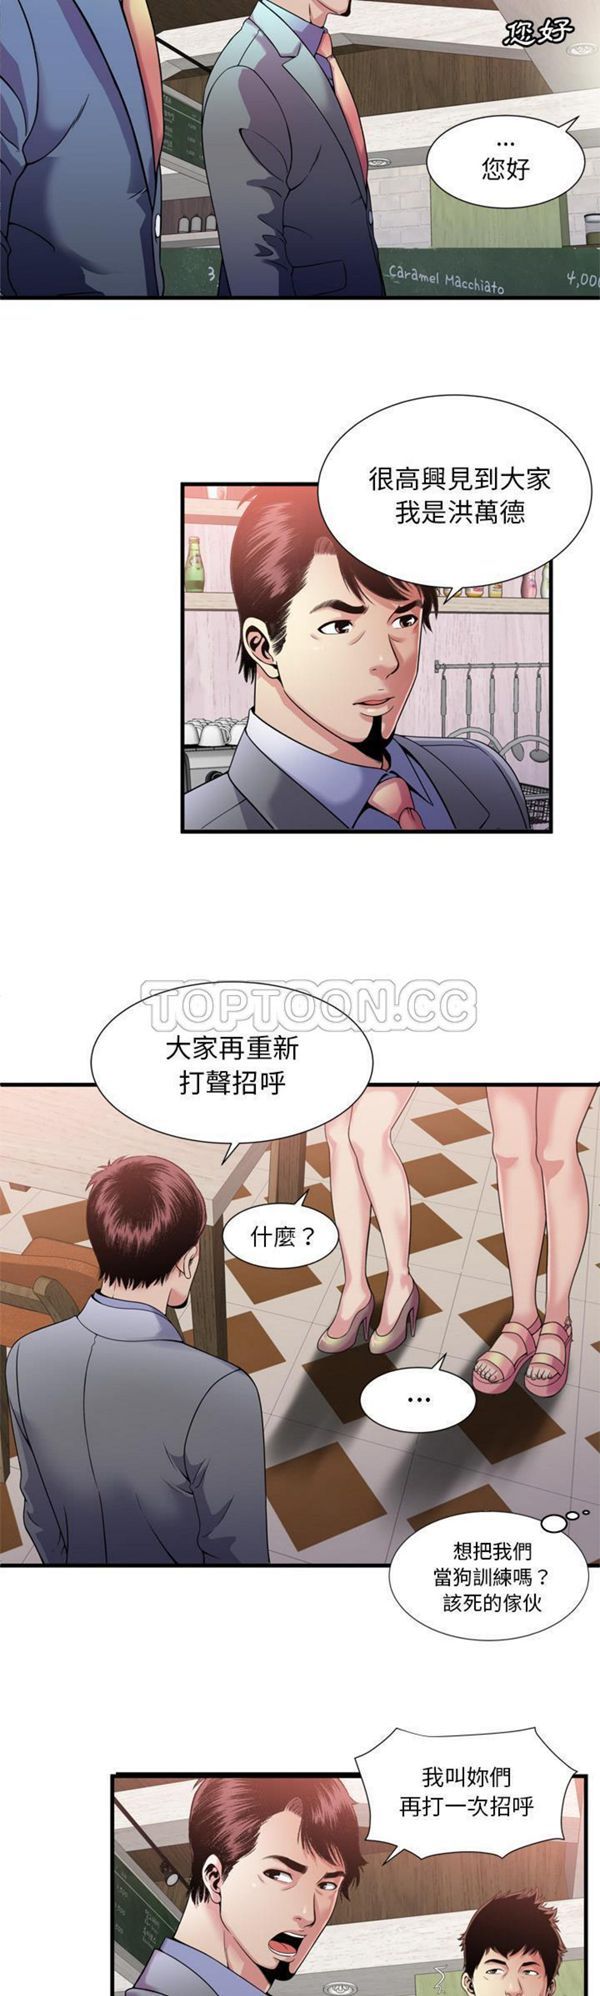 您好
...
您好
3
Caramel Macchiato
4,000
很高興見到大家
我是洪萬德
TOPTOON.CC
大家再重新
打聲招呼
什麼？
...
想把我們
當狗訓練嗎？
該死的傢伙
我叫妳們
再打一次招呼